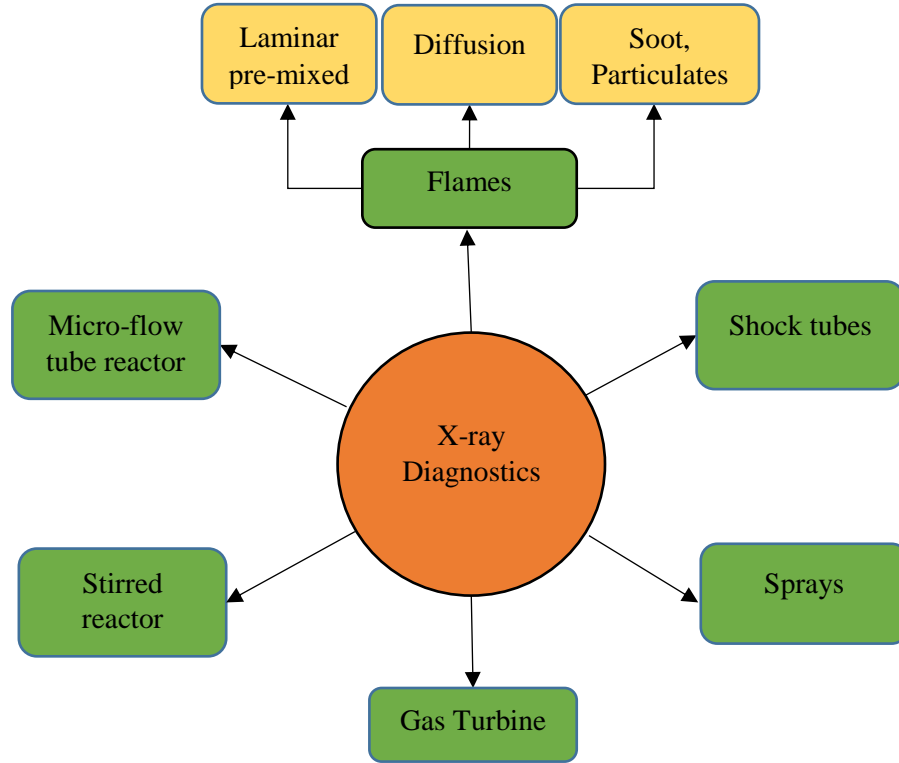 Laminar
pre-mixed
Diffusion
Soot,
Particulates
Flames
Micro-flow
tube reactor
Shock tubes
X-ray
Diagnostics
Stirred
reactor
Sprays
Gas Turbine